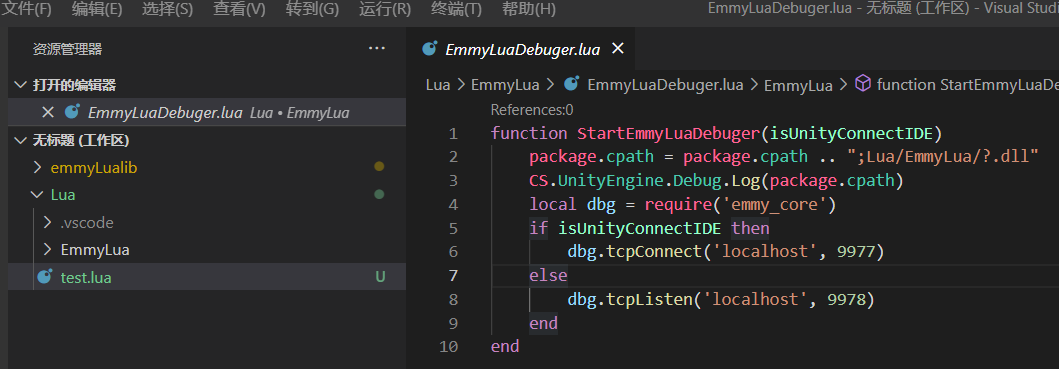 文件(F) 编辑(E) 选择(S) 查看(V) 转到(G) 运行(R) 终端(T) 帮助(H) EmmyLuaDebuger.lua - 无标题 (工作区) - Visual Studi
资源管理器 ···
打开的编辑器
EmmyLuaDebuger.lua Lua • EmmyLua
无标题 (工作区)
emmyLualib
Lua
.vscode
EmmyLua
test.lua U
EmmyLuaDebuger.lua
Lua > EmmyLua > EmmyLuaDebuger.lua > EmmyLua > function StartEmmyLuaDe
References:0
1 function StartEmmyLuaDebuger(isUnityConnectIDE)
2 package.cpath = package.cpath .. ";Lua/EmmyLua/?.dll"
3 CS.UnityEngine.Debug.Log(package.cpath)
4 local dbg = require('emmy_core')
5 if isUnityConnectIDE then
6 dbg.tcpConnect('localhost', 9977)
7 else
8 dbg.tcpListen('localhost', 9978)
9 end
10 end